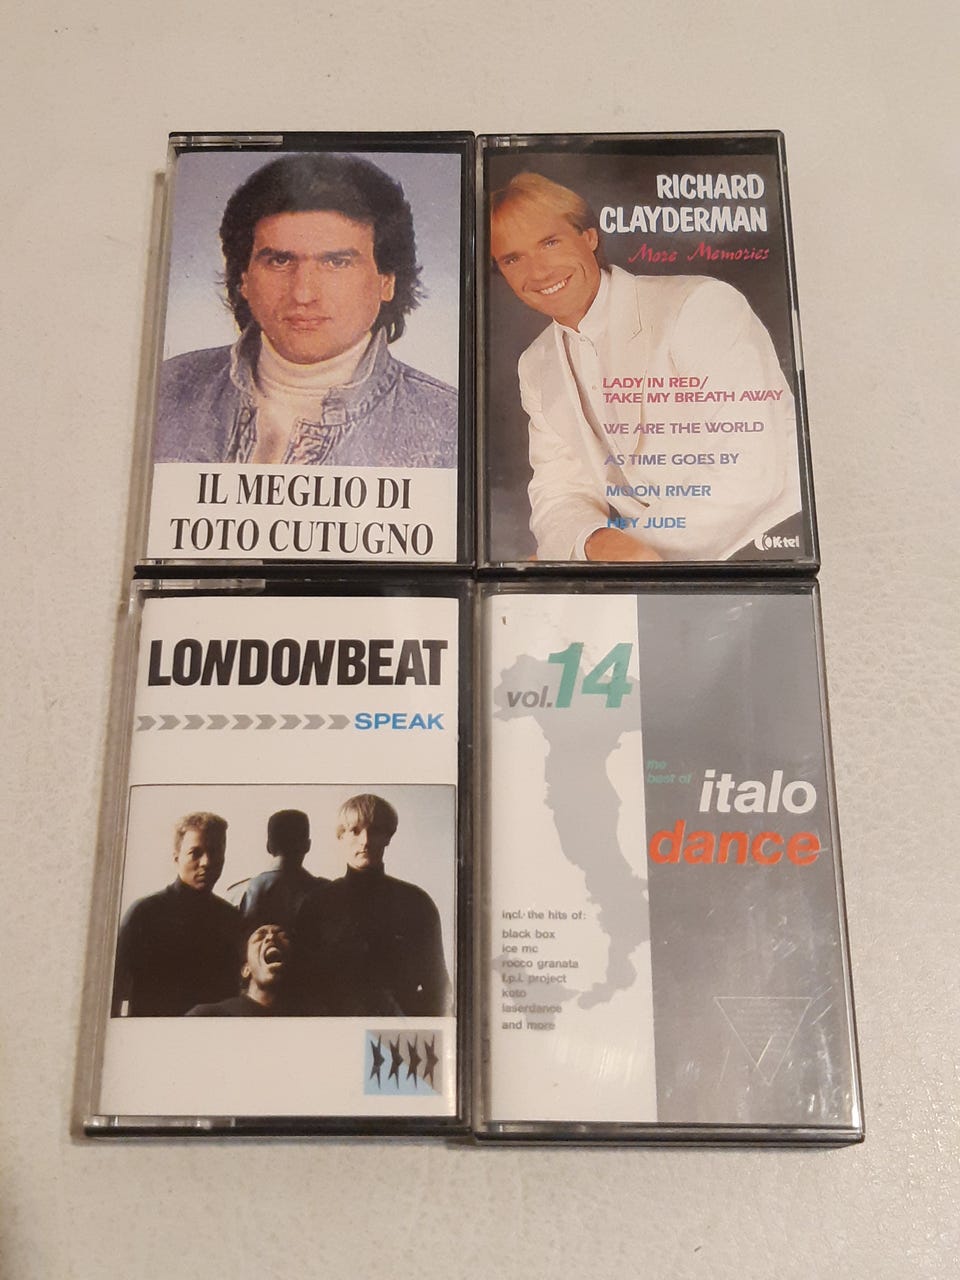 IL MEGLIO DI
TOTO CUTUGNO
RICHARD
CLAYDERMAN
More Memories
LADY IN RED/
TAKE MY BREATH AWAY
WE ARE THE WORLD
AS TIME GOES BY
MOON RIVER
HEY JUDE
K-tel
LONDONBEAT
SPEAK
vol.14
the
best of
italo
dance
incl. the hits of:
black box
ice mc
rocco granata
f.p.i. project
koto
laserdance
and more